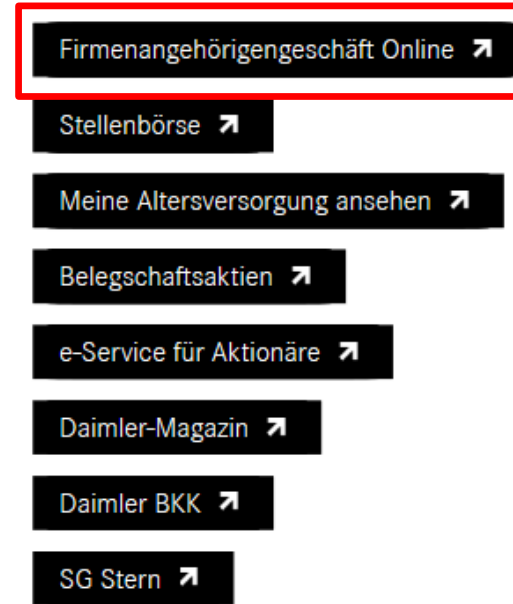 Firmenangehörigengeschäft Online
Stellenbörse
Meine Altersversorgung ansehen
Belegschaftsaktien
e-Service für Aktionäre
Daimler-Magazin
Daimler BKK
SG Stern